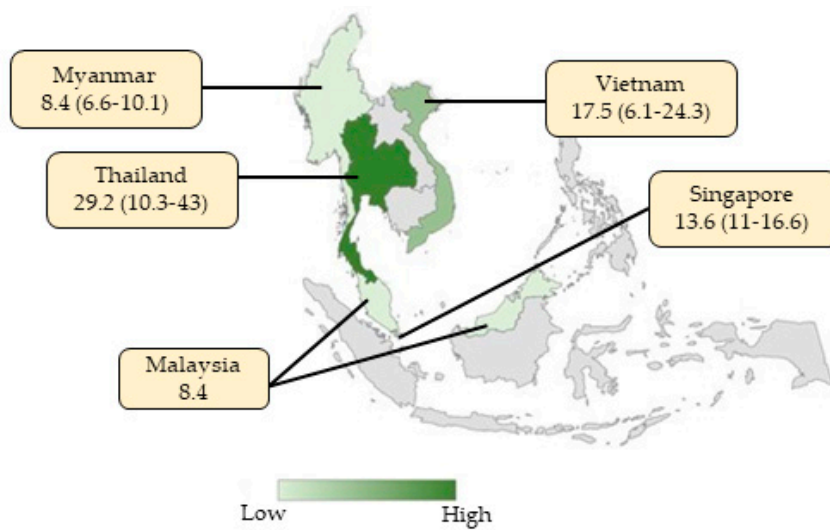 Myanmar
8.4 (6.6-10.1)
Vietnam
17.5 (6.1-24.3)
Thailand
29.2 (10.3-43)
Singapore
13.6 (11-16.6)
Malaysia
8.4
Low
High